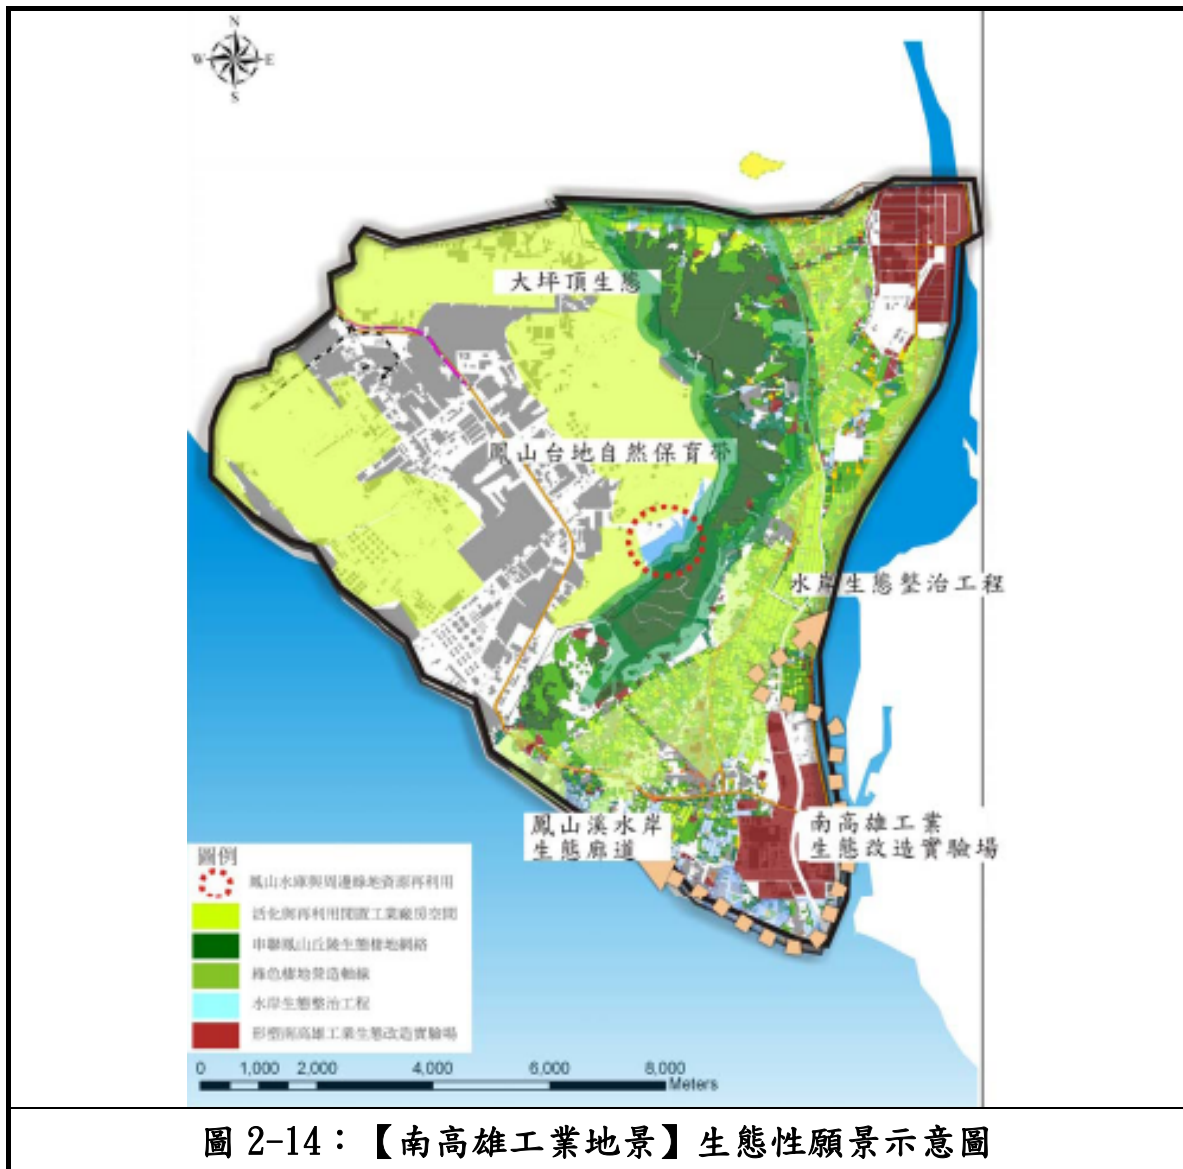 N
W E
S
大坪頂生態
鳳山台地自然保育帶
水岸生態整治工程
鳳山溪水岸
生態廊道
南高雄工業
生態改造實驗場
圖例
鳳山水庫與周邊綠地資源再利用
活化與再利用閒置工業廠房空間
串聯鳳山丘陵生態棲地網絡
綠色棲地營造軸線
水岸生態整治工程
形塑南高雄工業生態改造實驗場
0 1,000 2,000 4,000 6,000 8,000
Meters
圖 2-14：【南高雄工業地景】生態性願景示意圖